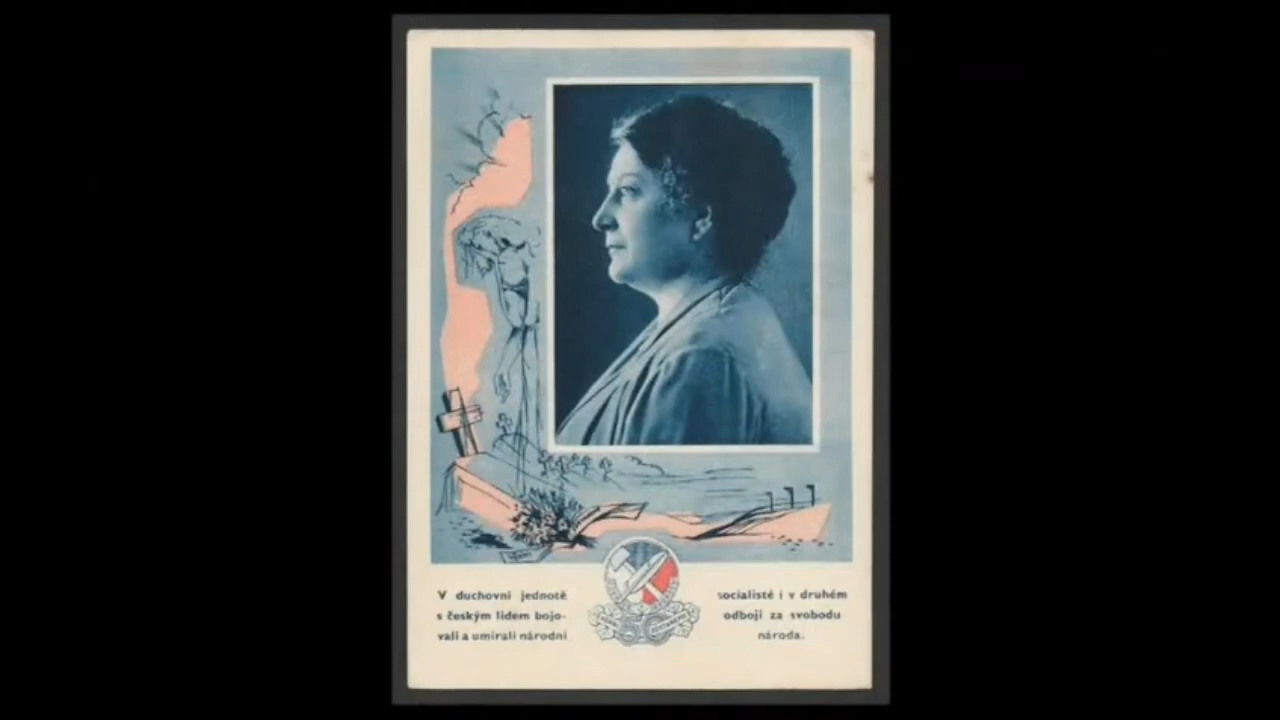 V duchovní jednotě
s českým lidem bojo-
vali a umírali národní
socialisté i v druhém
odboji za svobodu
národa.